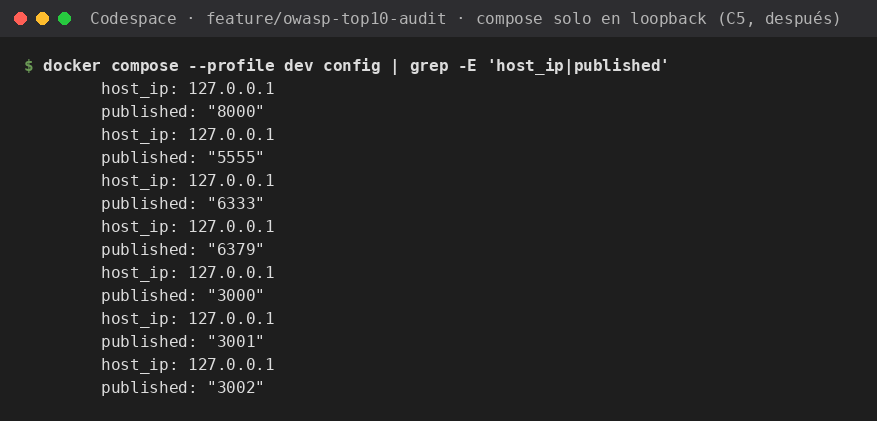 Codespace · feature/owasp-top10-audit · compose solo en loopback (C5, después)
$ docker compose --profile dev config | grep -E 'host_ip|published'
host_ip: 127.0.0.1
published: "8000"
host_ip: 127.0.0.1
published: "5555"
host_ip: 127.0.0.1
published: "6333"
host_ip: 127.0.0.1
published: "6379"
host_ip: 127.0.0.1
published: "3000"
host_ip: 127.0.0.1
published: "3001"
host_ip: 127.0.0.1
published: "3002"